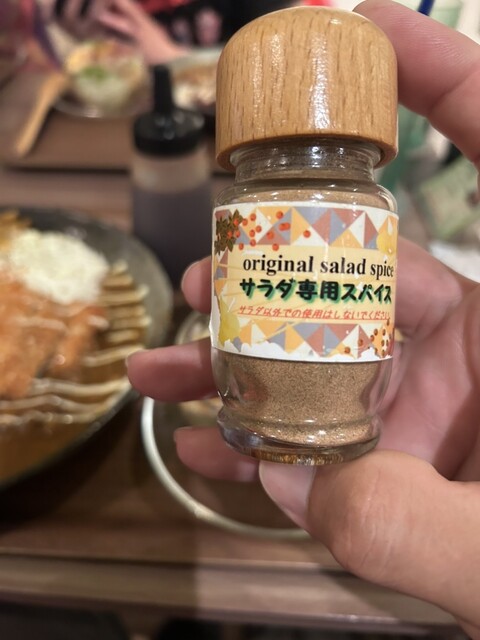 original salad spice
サラダ専用スパイス
サラダ以外での使用はしないでください